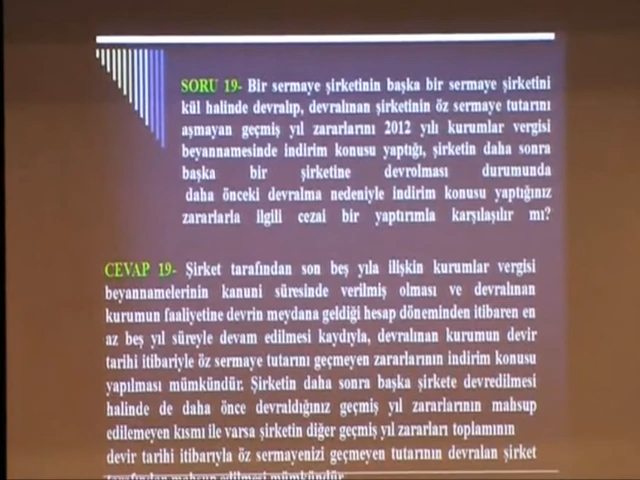 SORU 19- Bir sermaye şirketinin başka bir sermaye şirketini
kül halinde devralıp, devralınan şirketinin öz sermaye tutarını
aşmayan geçmiş yıl zararlarını 2012 yılı kurumlar vergisi
beyannamesinde indirim konusu yaptığı, şirketin daha sonra
başka bir şirketine devrolması durumunda
daha önceki devralma nedeniyle indirim konusu yaptığınız
zararlarla ilgili cezai bir yaptırımla karşılaşılır mı?
CEVAP 19- Şirket tarafından son beş yıla ilişkin kurumlar vergisi
beyannamelerinin kanuni süresinde verilmiş olması ve devralınan
kurumun faaliyetine devrin meydana geldiği hesap döneminden itibaren en
az beş yıl süreyle devam edilmesi kaydıyla, devralınan kurumun devir
tarihi itibariyle öz sermaye tutarını geçmeyen zararlarının indirim konusu
yapılması mümkündür. Şirketin daha sonra başka şirkete devredilmesi
halinde de daha önce devraldığınız geçmiş yıl zararlarının mahsup
edilemeyen kısmı ile varsa şirketin diğer geçmiş yıl zararları toplamının
devir tarihi itibarıyla öz sermayenizi geçmeyen tutarının devralan şirket
tarafından mahsup edilmesi mümkündür.